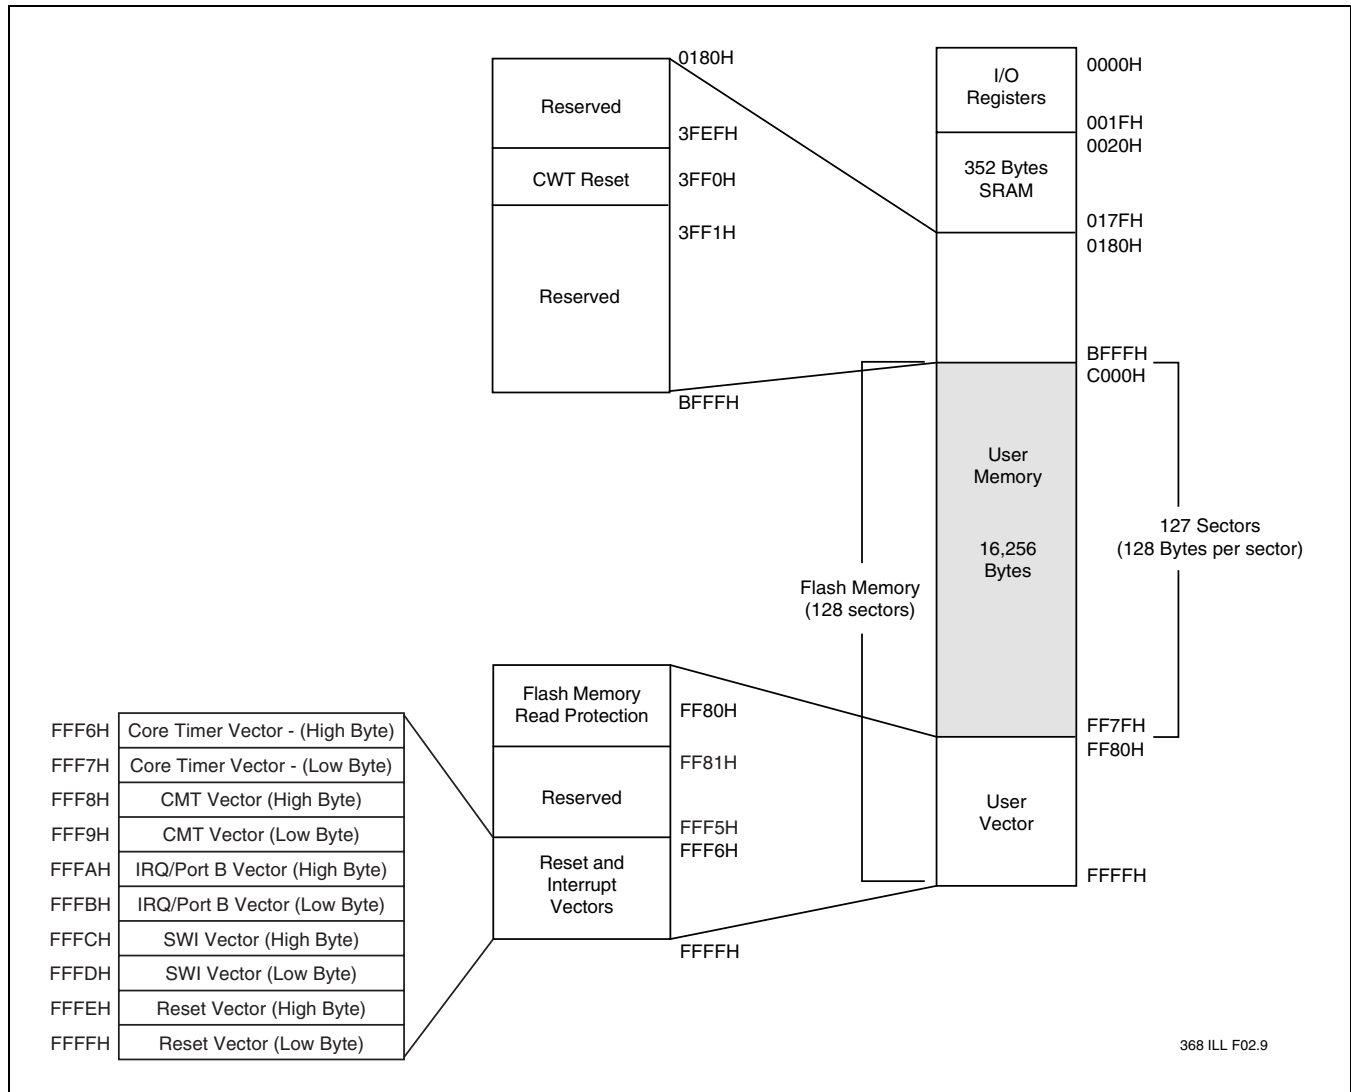 0180H
Reserved
3FEFH
CWT Reset
3FF0H
3FF1H
Reserved
BFFFH
I/O
Registers
0000H
001FH
0020H
352 Bytes
SRAM
017FH
0180H
BFFFH
C000H
User
Memory
16,256
Bytes
127 Sectors
(128 Bytes per sector)
Flash Memory
(128 sectors)
FF7FH
FF80H
User
Vector
FFFFH
Flash Memory
Read Protection
FF80H
FF81H
Reserved
FFF5H
FFF6H
Reset and
Interrupt
Vectors
FFFFH
FFF6H Core Timer Vector - (High Byte)
FFF7H Core Timer Vector - (Low Byte)
FFF8H CMT Vector (High Byte)
FFF9H CMT Vector (Low Byte)
FFFAH IRQ/Port B Vector (High Byte)
FFFBH IRQ/Port B Vector (Low Byte)
FFFCH SWI Vector (High Byte)
FFFDH SWI Vector (Low Byte)
FFFEH Reset Vector (High Byte)
FFFFH Reset Vector (Low Byte)
368 ILL F02.9